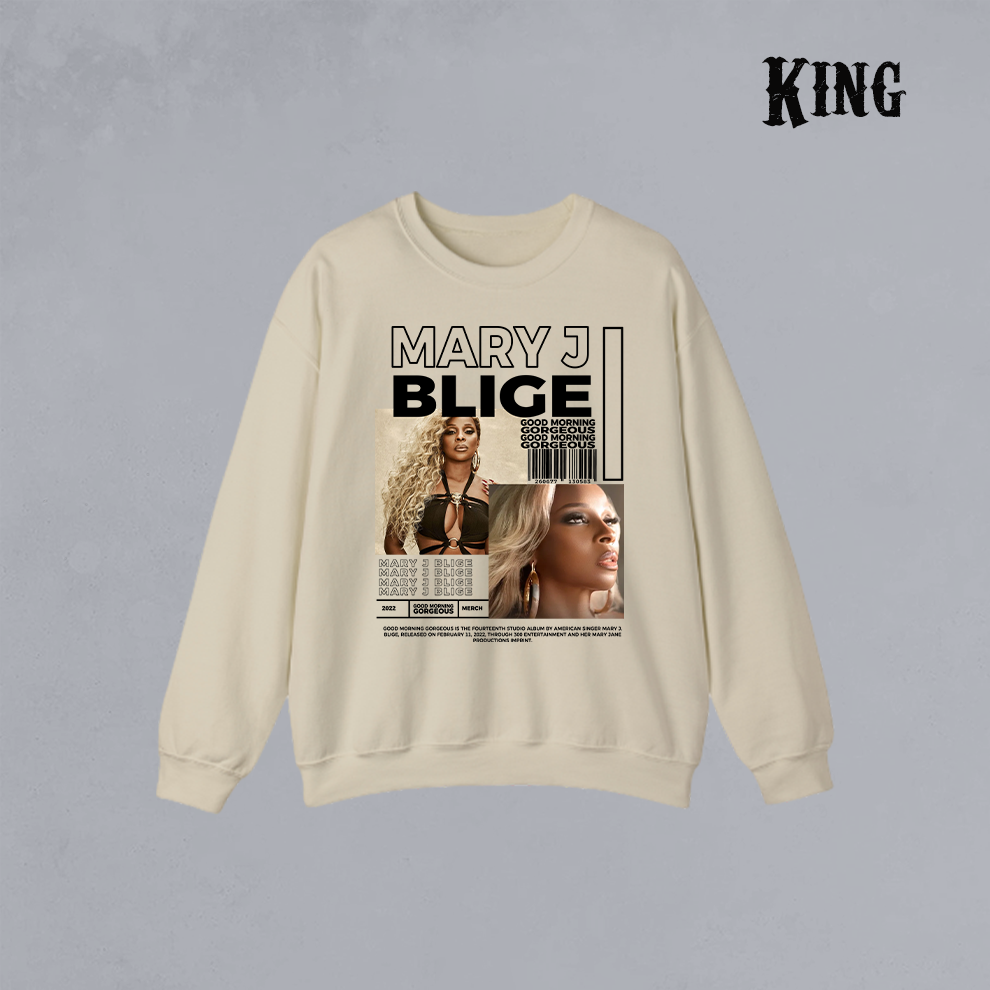 KING
MARY J
BLIGE
GOOD MORNING
GORGEOUS
GOOD MORNING
GORGEOUS
260677 130583
MARY J BLIGE
MARY J BLIGE
MARY J BLIGE
MARY J BLIGE
2022 GOOD MORNING GORGEOUS MERCH
GOOD MORNING GORGEOUS IS THE FOURTEENTH STUDIO ALBUM BY AMERICAN SINGER MARY J.
BLIGE, RELEASED ON FEBRUARY 11, 2022, THROUGH 300 ENTERTAINMENT AND HER MARY JANE
PRODUCTIONS IMPRINT.